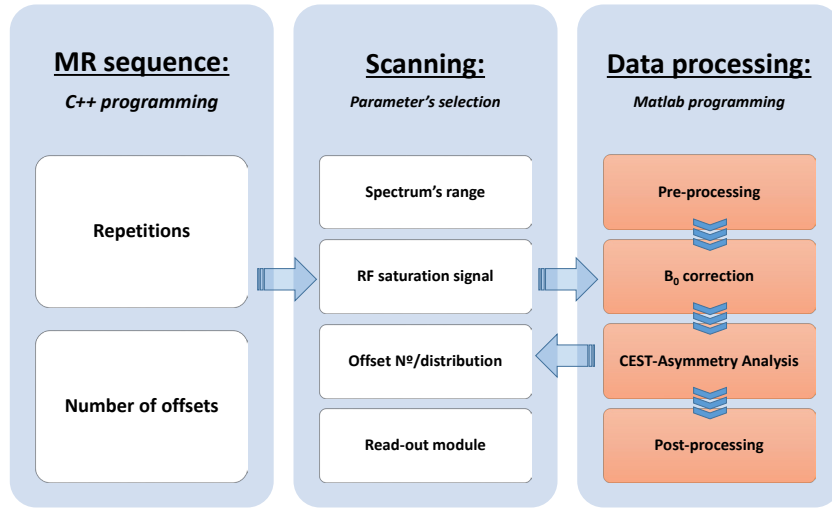 MR sequence:
C++ programming
Repetitions
Number of offsets
Scanning:
Parameter's selection
Spectrum's range
RF saturation signal
Offset Nº/distribution
Read-out module
Data processing:
Matlab programming
Pre-processing
B₀ correction
CEST-Asymmetry Analysis
Post-processing